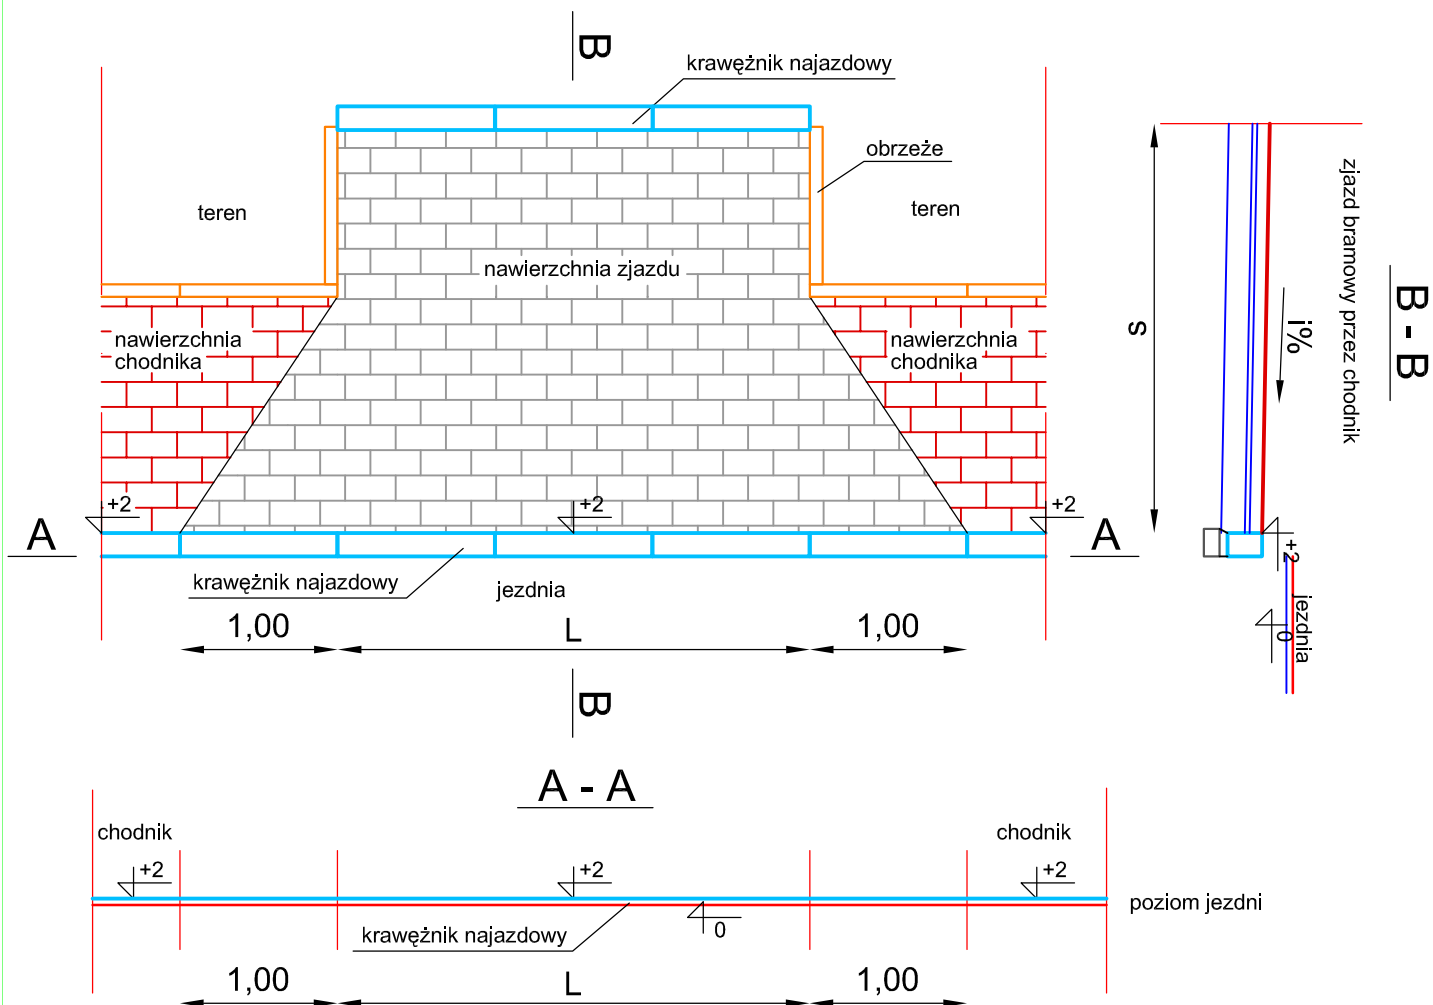 B
krawężnik najazdowy
obrzeże
teren
teren
nawierzchnia zjazdu
nawierzchnia
chodnika
nawierzchnia
chodnika
+2
+2
+2
A
A
krawężnik najazdowy
jezdnia
1,00
L
1,00
B
zjazd bramowy przez chodnik
B - B
s
i%
+2
jezdnia
0
A - A
chodnik
chodnik
+2
+2
+2
poziom jezdni
krawężnik najazdowy
0
1,00
L
1,00